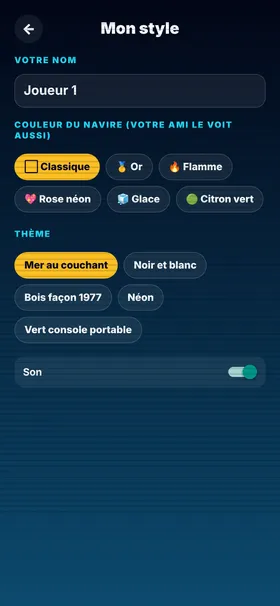 Mon style
VOTRE NOM
Joueur 1
COULEUR DU NAVIRE (VOTRE AMI LE VOIT
AUSSI)
Classique
Or
Flamme
Rose néon
Glace
Citron vert
THÈME
Mer au couchant
Noir et blanc
Bois façon 1977
Néon
Vert console portable
Son